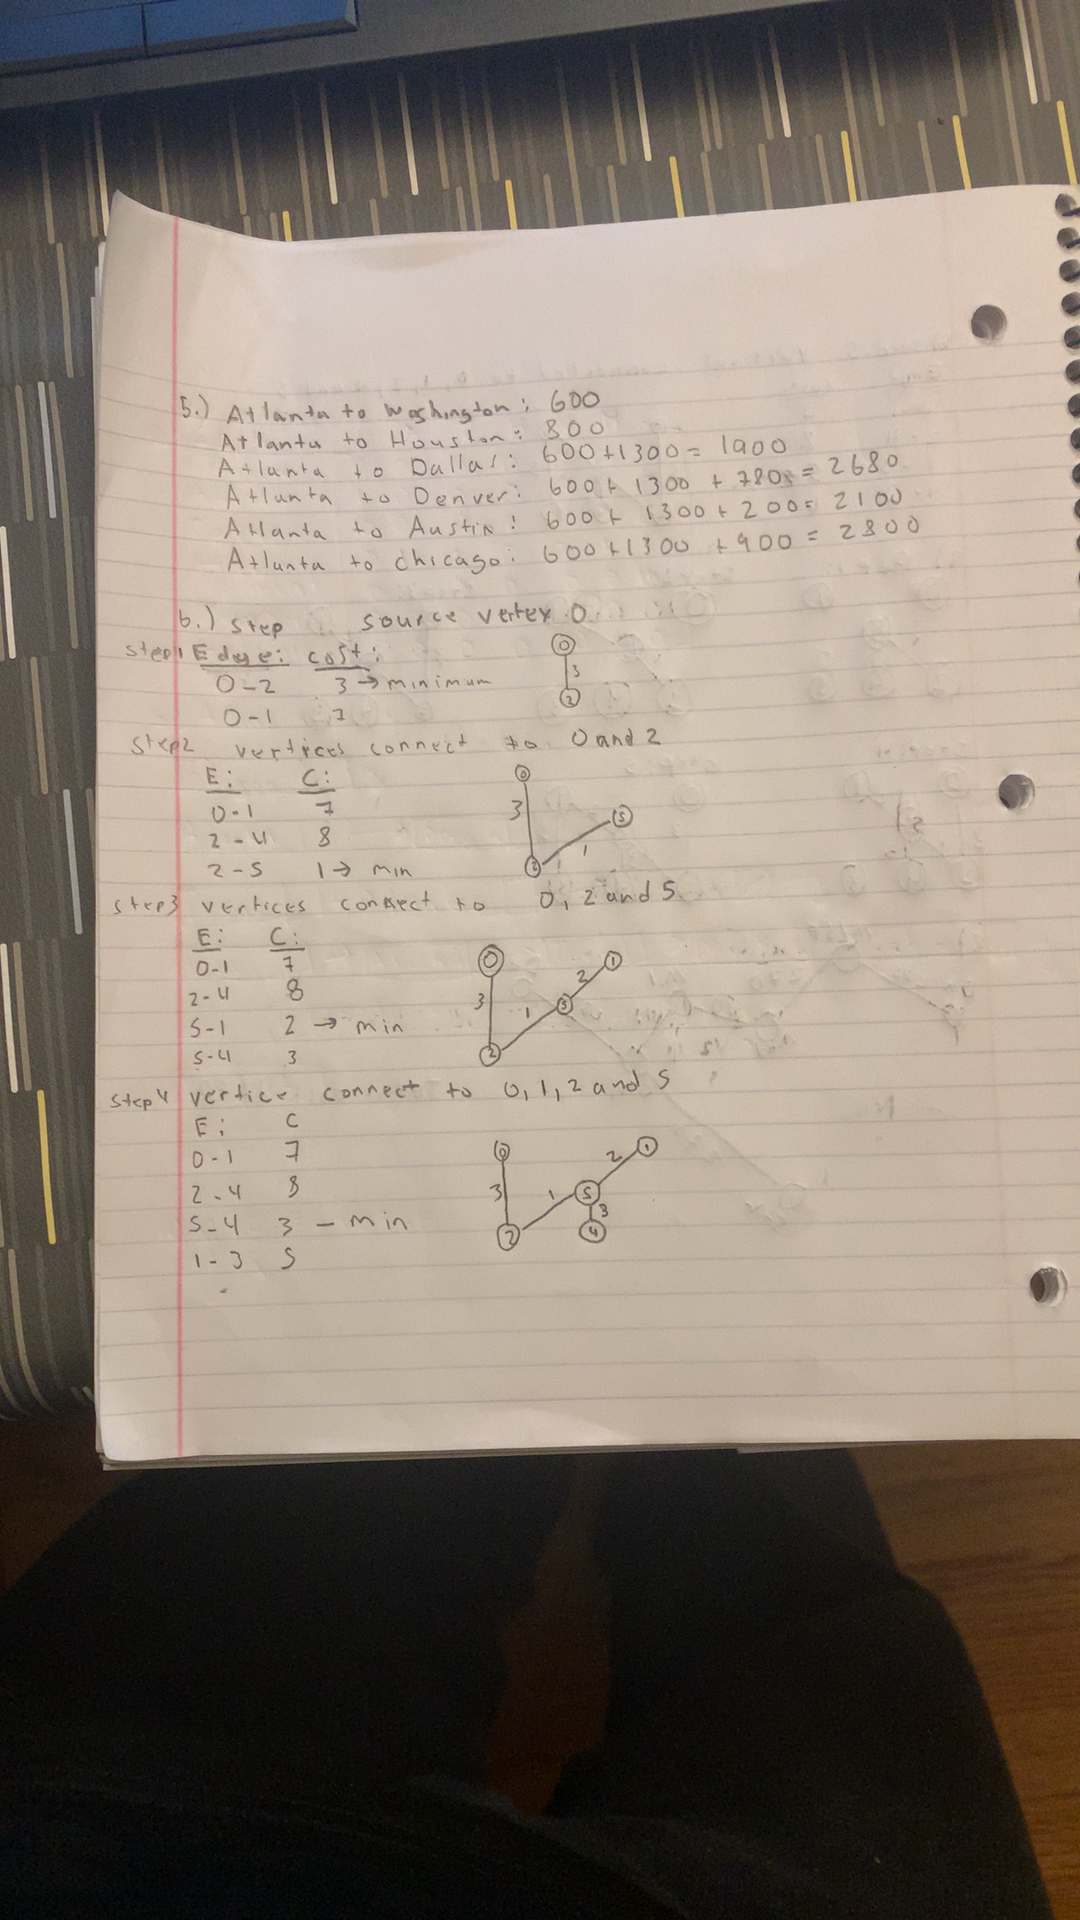 5.) Atlanta to Washington: 600
Atlanta to Houston: 800
Atlanta to Dallas: 600+1300 = 1900
Atlanta to Denver: 600+ 1300 + 780 = 2680
Atlanta to Austin: 600+ 1300 + 200 = 2100
Atlanta to chicago: 600+1300 +900 = 2800
6.) step source vertex 0
step1 Edge: cost:
0-2 3 → minimum
0-1 7
0
3
2
step2 vertices connect to 0 and 2
E: C:
0-1 7
2-4 8
2-5 1 → min
0
3
5
1
2
step3 vertices connect to 0, 2 and 5
E: C:
0-1 7
2-4 8
5-1 2 → min
5-4 3
0
1
2
3
5
1
2
step4 vertice connect to 0, 1, 2 and 5
E: C
0-1 7
2-4 8
5-4 3 - min
1-3 5
0
1
2
3
1
5
3
2
4